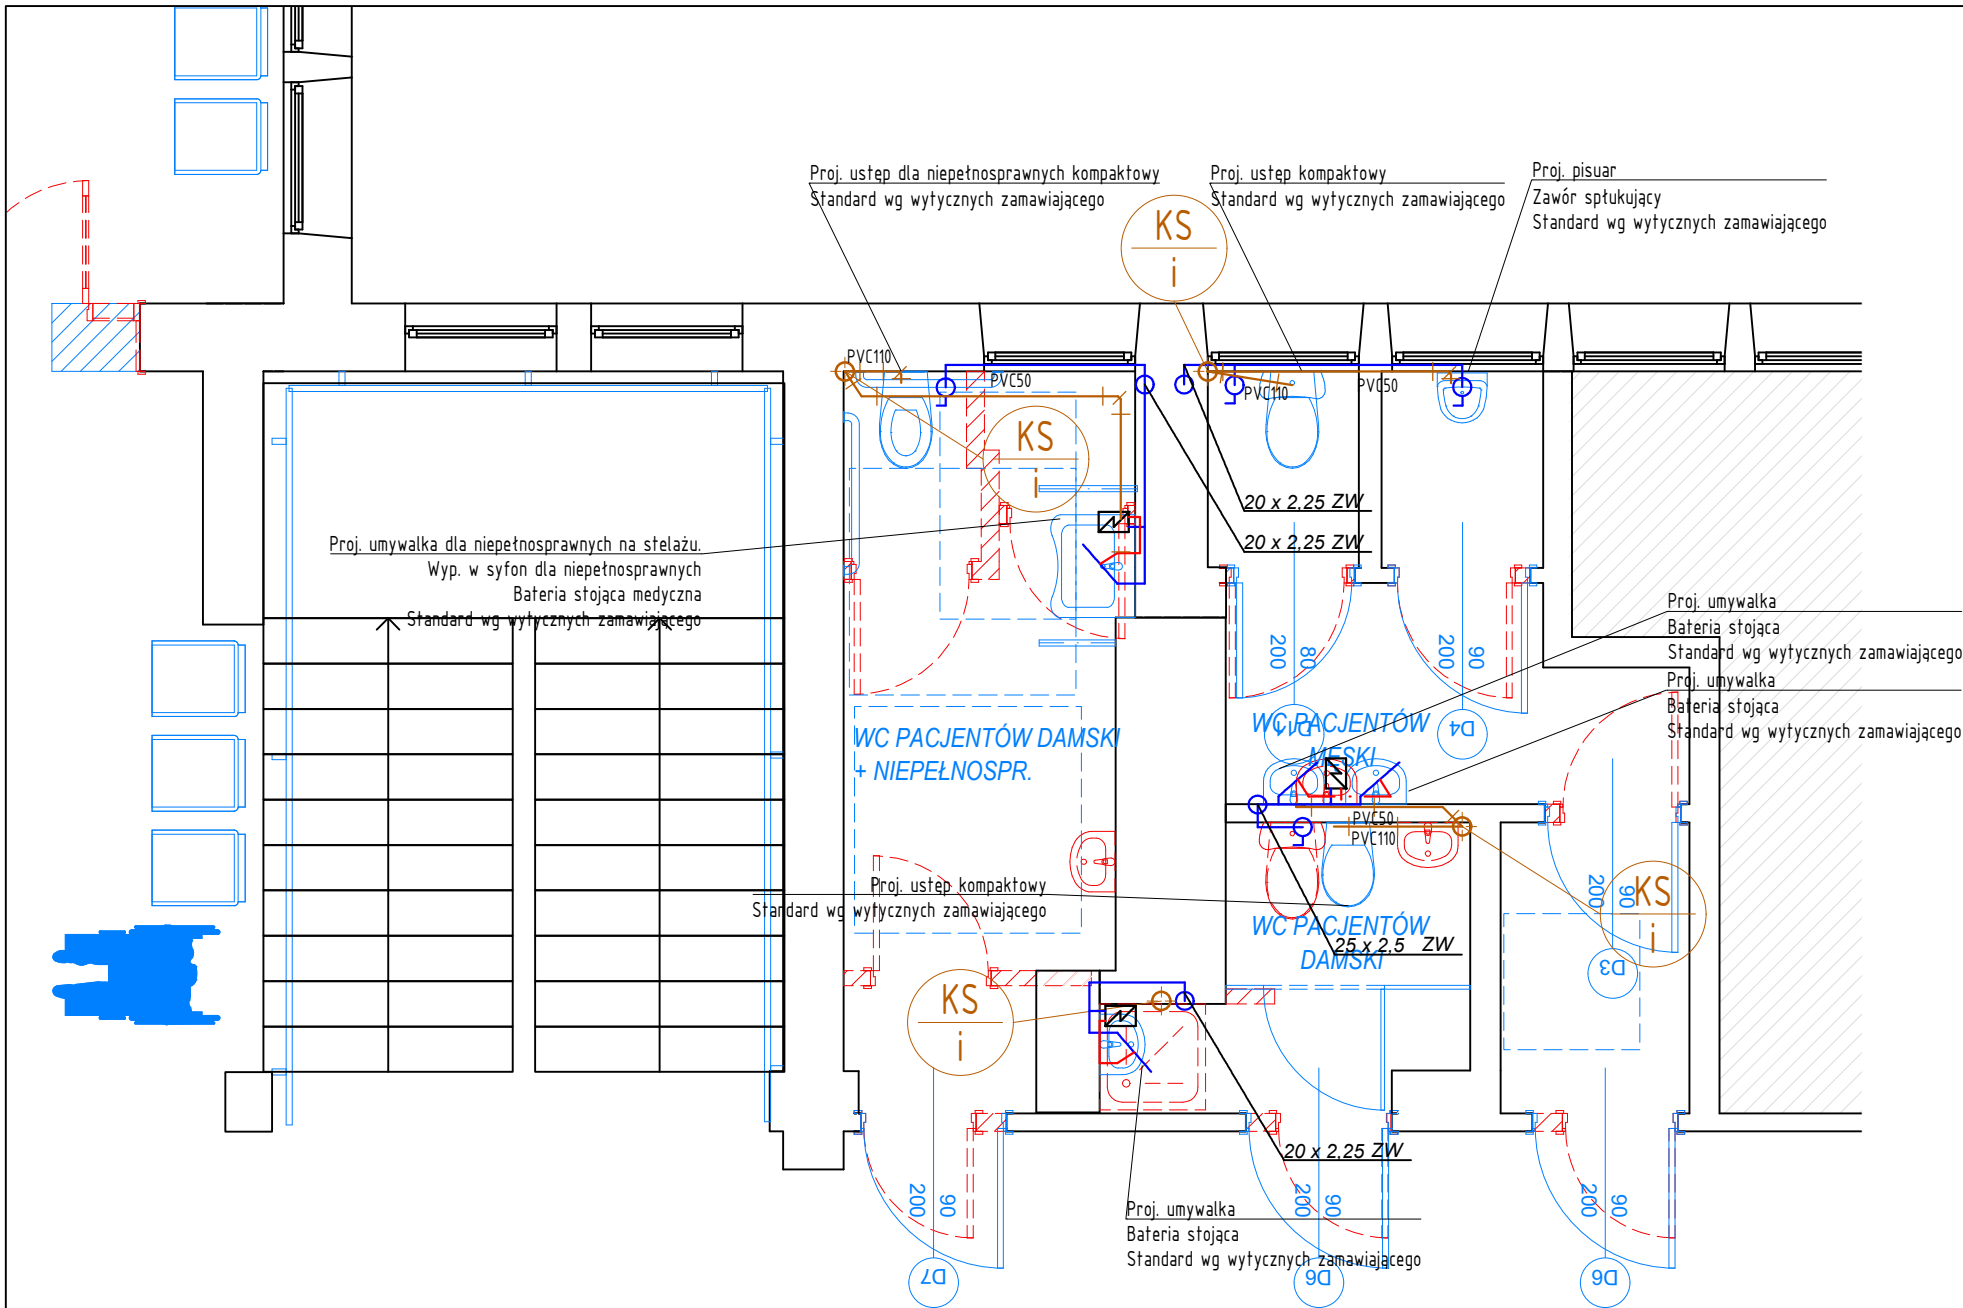 Proj. ustęp dla niepełnosprawnych kompaktowy
Standard wg wytycznych zamawiającego
Proj. ustęp kompaktowy
Standard wg wytycznych zamawiającego
Proj. pisuar
Zawór spłukujący
Standard wg wytycznych zamawiającego
KS
i
PVC110
PVC50
PVC110
PVC50
KS
i
20 x 2,25 ZW
20 x 2,25 ZW
Proj. umywalka dla niepełnosprawnych na stelażu.
Wyp. w syfon dla niepełnosprawnych
Bateria stojąca medyczna
Standard wg wytycznych zamawiającego
Proj. umywalka
Bateria stojąca
Standard wg wytycznych zamawiającego
Proj. umywalka
Bateria stojąca
Standard wg wytycznych zamawiającego
80
200
90
200
D11
D4
WC PACJENTÓW DAMSKI
+ NIEPEŁNOSPR.
WC PACJENTÓW
MĘSKI
PVC50
PVC110
Proj. ustęp kompaktowy
Standard wg wytycznych zamawiającego
90
200
KS
i
D3
WC PACJENTÓW
DAMSKI
25 x 2,5 ZW
KS
i
20 x 2,25 ZW
90
200
90
200
90
200
Proj. umywalka
Bateria stojąca
Standard wg wytycznych zamawiającego
D7
D6
D6